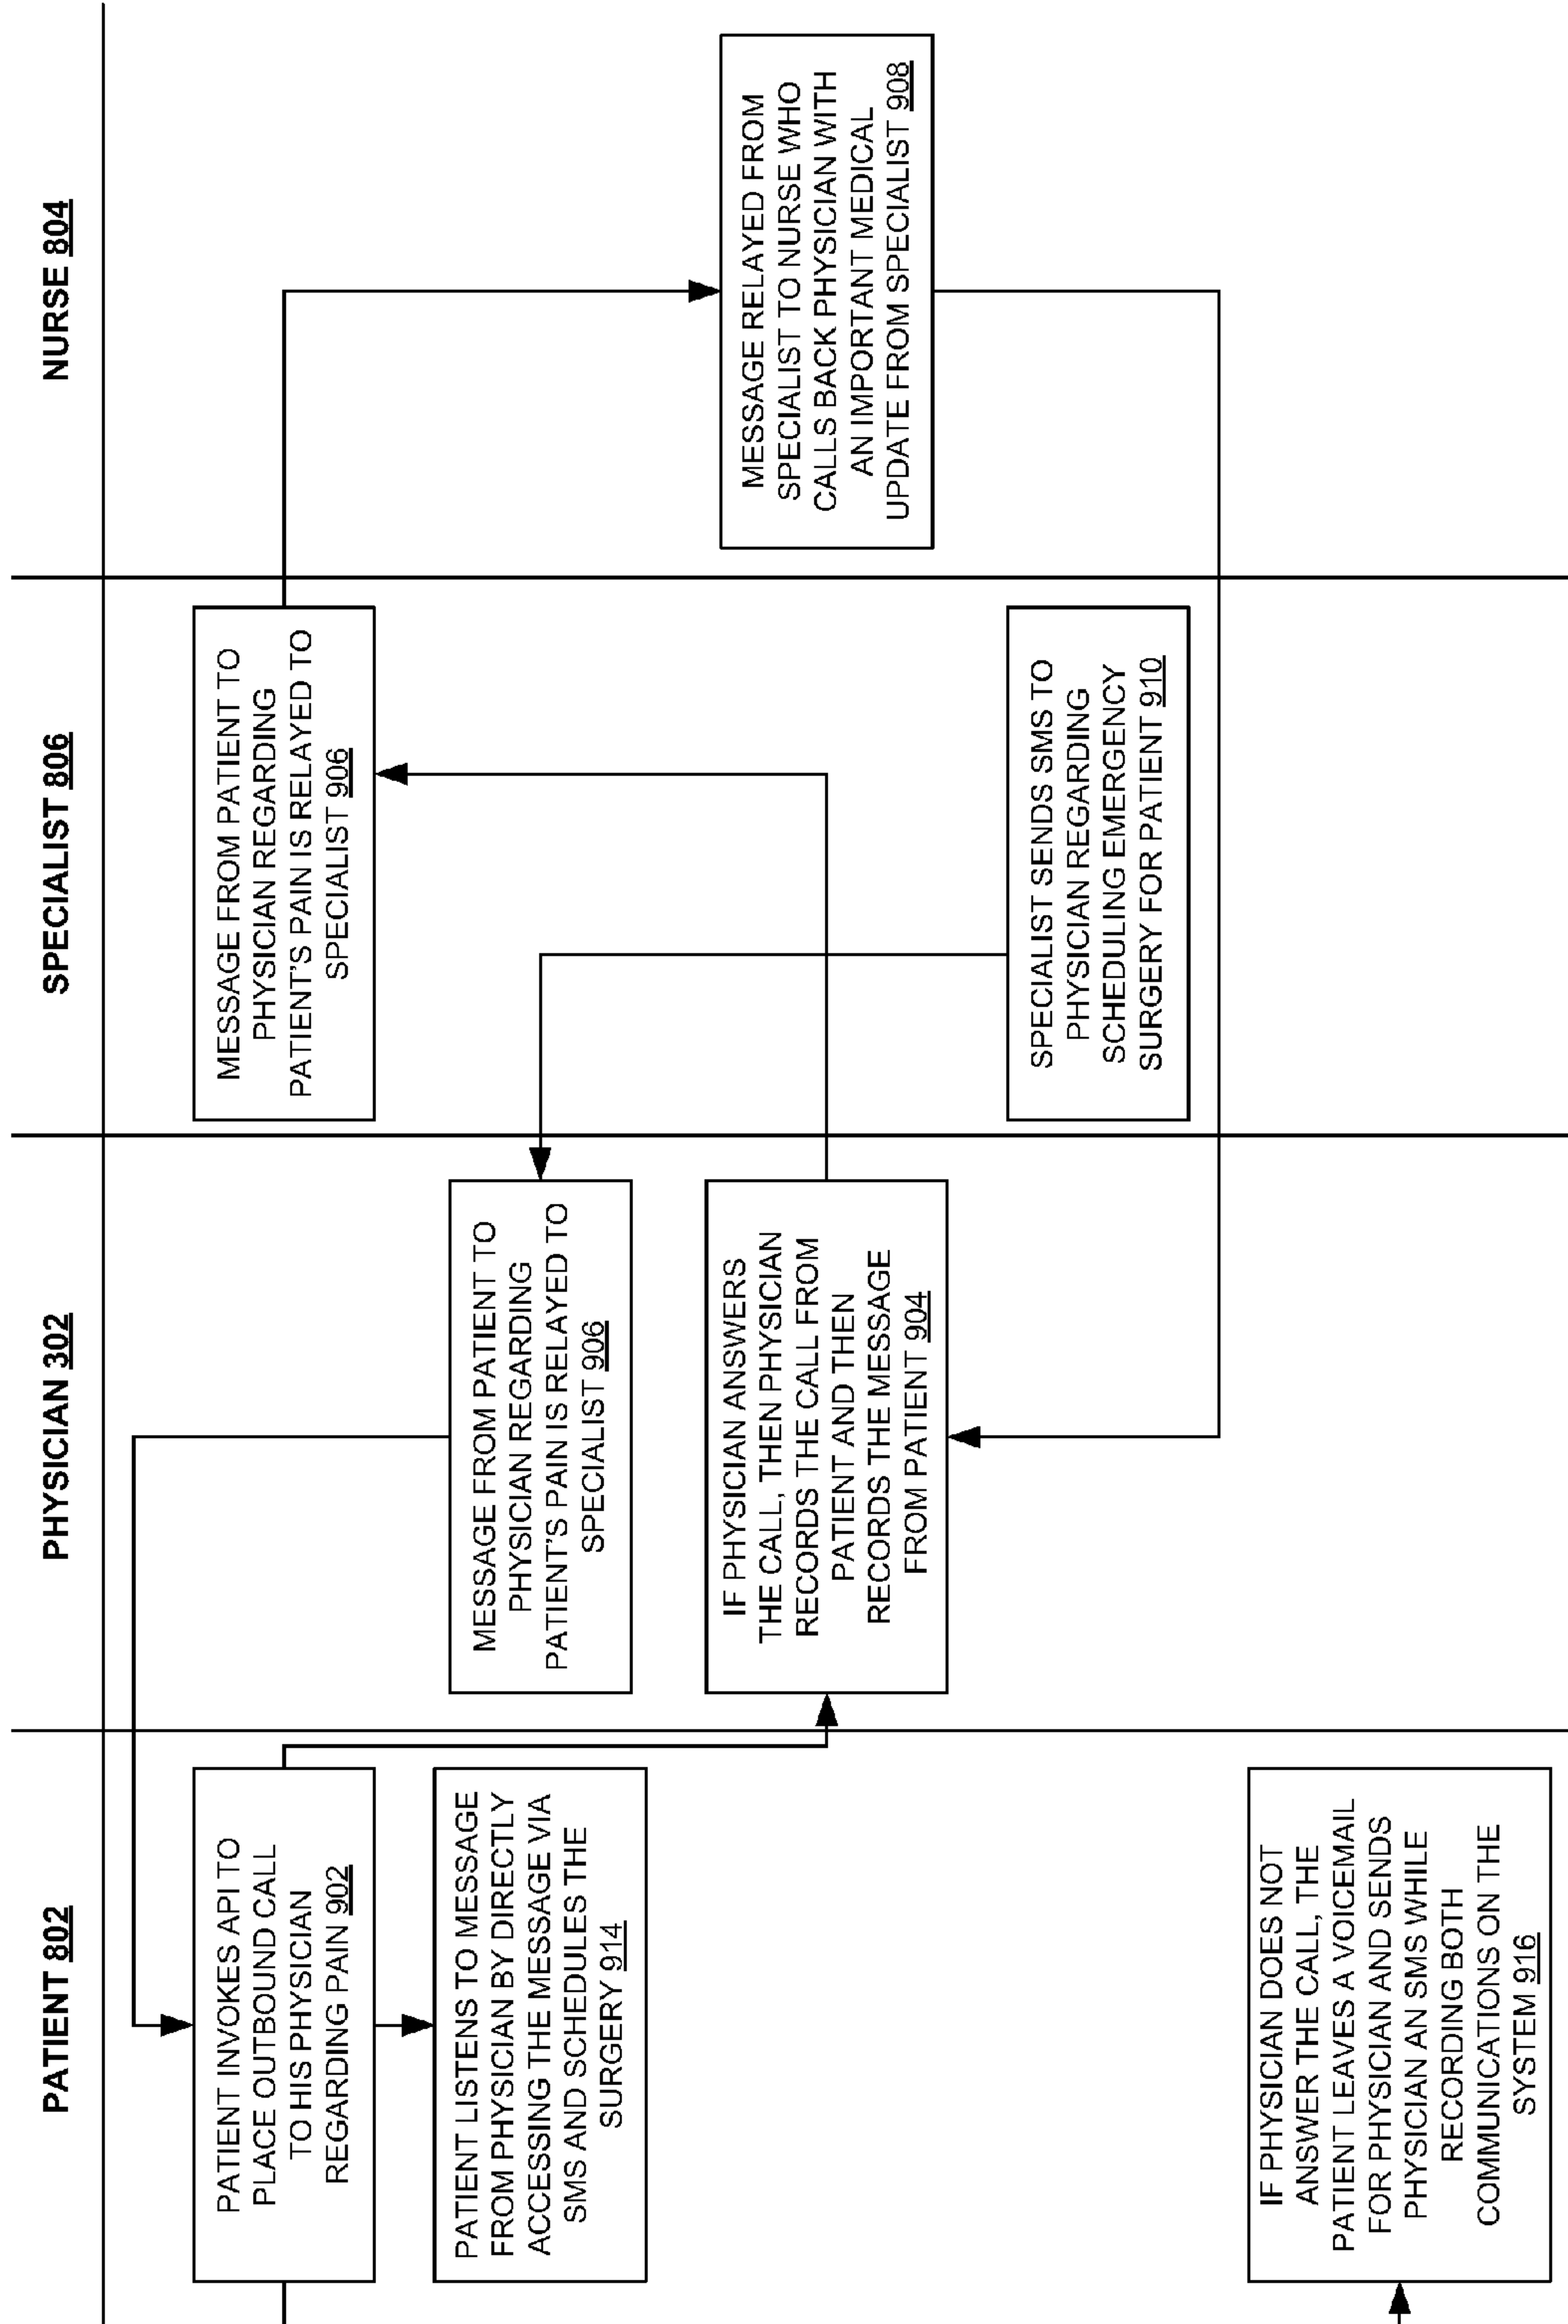 PATIENT 802
PHYSICIAN 302
SPECIALIST 806
NURSE 804
PATIENT INVOKES API TO
PLACE OUTBOUND CALL
TO HIS PHYSICIAN
REGARDING PAIN 902
PATIENT LISTENS TO MESSAGE
FROM PHYSICIAN BY DIRECTLY
ACCESSING THE MESSAGE VIA
SMS AND SCHEDULES THE
SURGERY 914
IF PHYSICIAN DOES NOT
ANSWER THE CALL, THE
PATIENT LEAVES A VOICEMAIL
FOR PHYSICIAN AND SENDS
PHYSICIAN AN SMS WHILE
RECORDING BOTH
COMMUNICATIONS ON THE
SYSTEM 916
MESSAGE FROM PATIENT TO
PHYSICIAN REGARDING
PATIENT'S PAIN IS RELAYED TO
SPECIALIST 906
IF PHYSICIAN ANSWERS
THE CALL, THEN PHYSICIAN
RECORDS THE CALL FROM
PATIENT AND THEN
RECORDS THE MESSAGE
FROM PATIENT 904
MESSAGE FROM PATIENT TO
PHYSICIAN REGARDING
PATIENT'S PAIN IS RELAYED TO
SPECIALIST 906
SPECIALIST SENDS SMS TO
PHYSICIAN REGARDING
SCHEDULING EMERGENCY
SURGERY FOR PATIENT 910
MESSAGE RELAYED FROM
SPECIALIST TO NURSE WHO
CALLS BACK PHYSICIAN WITH
AN IMPORTANT MEDICAL
UPDATE FROM SPECIALIST 908